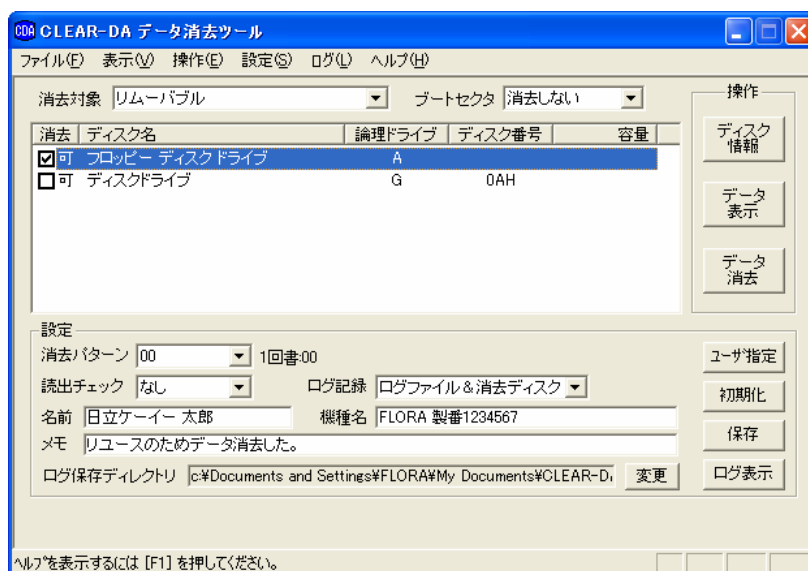 CDA CLEAR-DA データ消去ツール
ファイル(F) 表示(V) 操作(E) 設定(S) ログ(L) ヘルプ(H)
消去対象 リムーバブル ブートセクタ 消去しない
操作
消去 ディスク名 論理ドライブ ディスク番号 容量
可 フロッピー ディスク ドライブ A
可 ディスクドライブ G 0AH
ディスク
情報
データ
表示
データ
消去
設定
消去パターン 00 1回書:00
読出チェック なし ログ記録 ログファイル&消去ディスク
名前 日立ケーイー 太郎 機種名 FLORA 製番1234567
メモ リユースのためデータ消去した。
ログ保存ディレクトリ c:¥Documents and Settings¥FLORA¥My Documents¥CLEAR-D 変更
ユーザ指定
初期化
保存
ログ表示
ヘルプを表示するには [F1] を押してください。